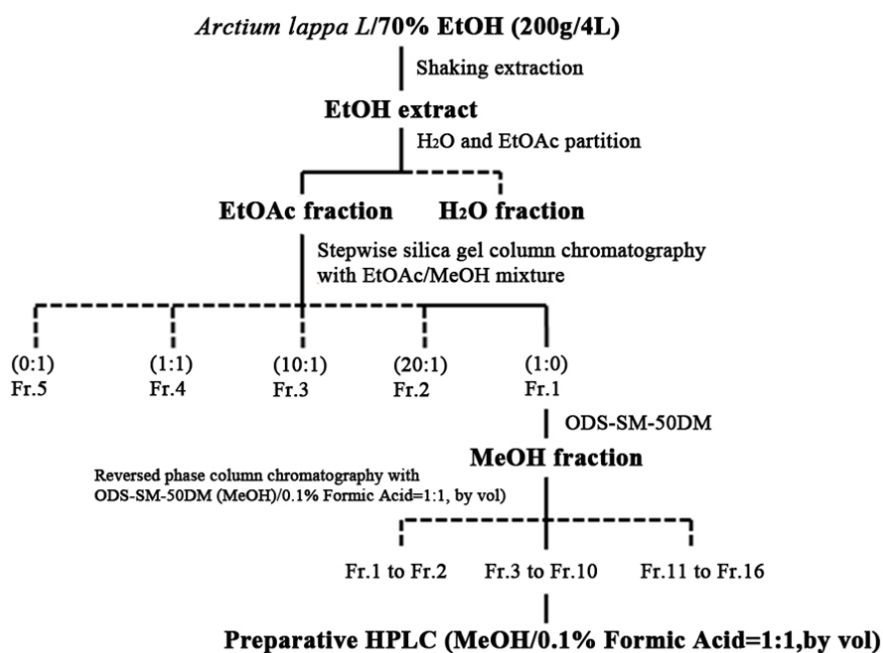 Arctium lappa L/70% EtOH (200g/4L)
Shaking extraction
EtOH extract
H₂O and EtOAc partition
EtOAc fraction
H₂O fraction
Stepwise silica gel column chromatography
with EtOAc/MeOH mixture
(0:1)
Fr.5
(1:1)
Fr.4
(10:1)
Fr.3
(20:1)
Fr.2
(1:0)
Fr.1
ODS-SM-50DM
MeOH fraction
Reversed phase column chromatography with
ODS-SM-50DM (MeOH)/0.1% Formic Acid=1:1, by vol)
Fr.1 to Fr.2
Fr.3 to Fr.10
Fr.11 to Fr.16
Preparative HPLC (MeOH/0.1% Formic Acid=1:1,by vol)